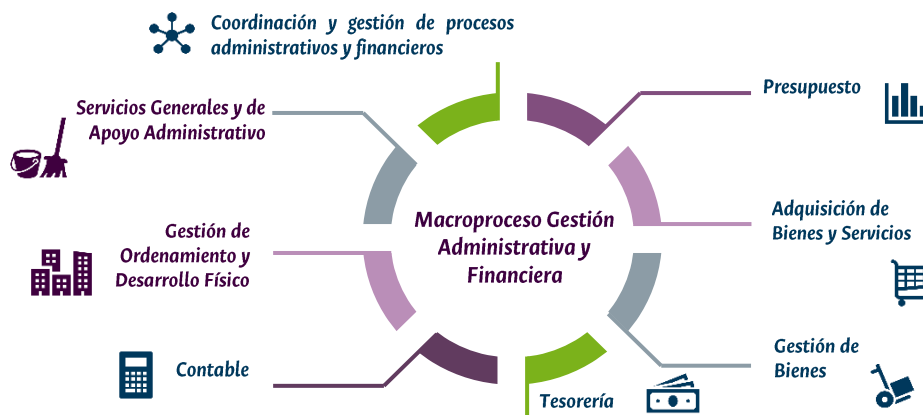 Coordinación y gestión de procesos
administrativos y financieros
Presupuesto
Servicios Generales y de
Apoyo Administrativo
Macroproceso Gestión
Administrativa y
Financiera
Adquisición de
Bienes y Servicios
Gestión de
Ordenamiento y
Desarrollo Físico
Gestión de
Bienes
Contable
Tesorería